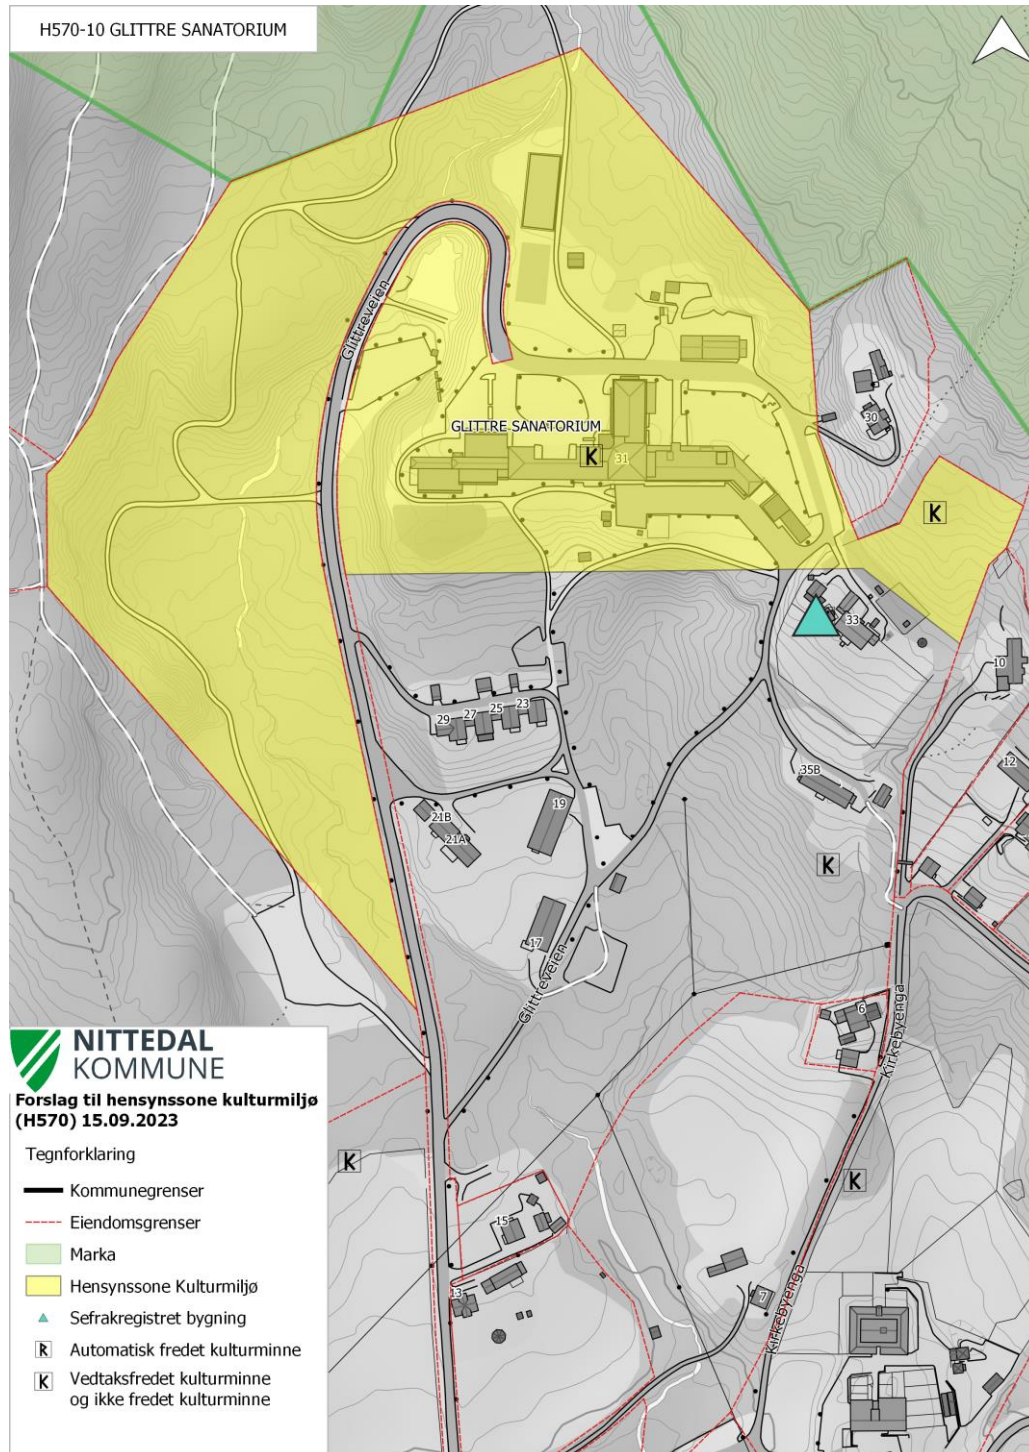 H570-10 GLITTRE SANATORIUM
Glittreveien
30
GLITTRE SANATORIUM
K
31
K
33
10
29
27
25
23
12
35B
21B
21A
19
K
17
Glittreveien
6
Kirkebyenga
NITTEDAL
KOMMUNE
Forslag til hensynssone kulturmiljø
(H570) 15.09.2023
Tegnforklaring
Kommunegrenser
Eiendomsgrenser
Marka
Hensynssone Kulturmiljø
Sefrakregistret bygning
R Automatisk fredet kulturminne
K Vedtaksfredet kulturminne
og ikke fredet kulturminne
K
K
15
13
7
Kirkebyenga